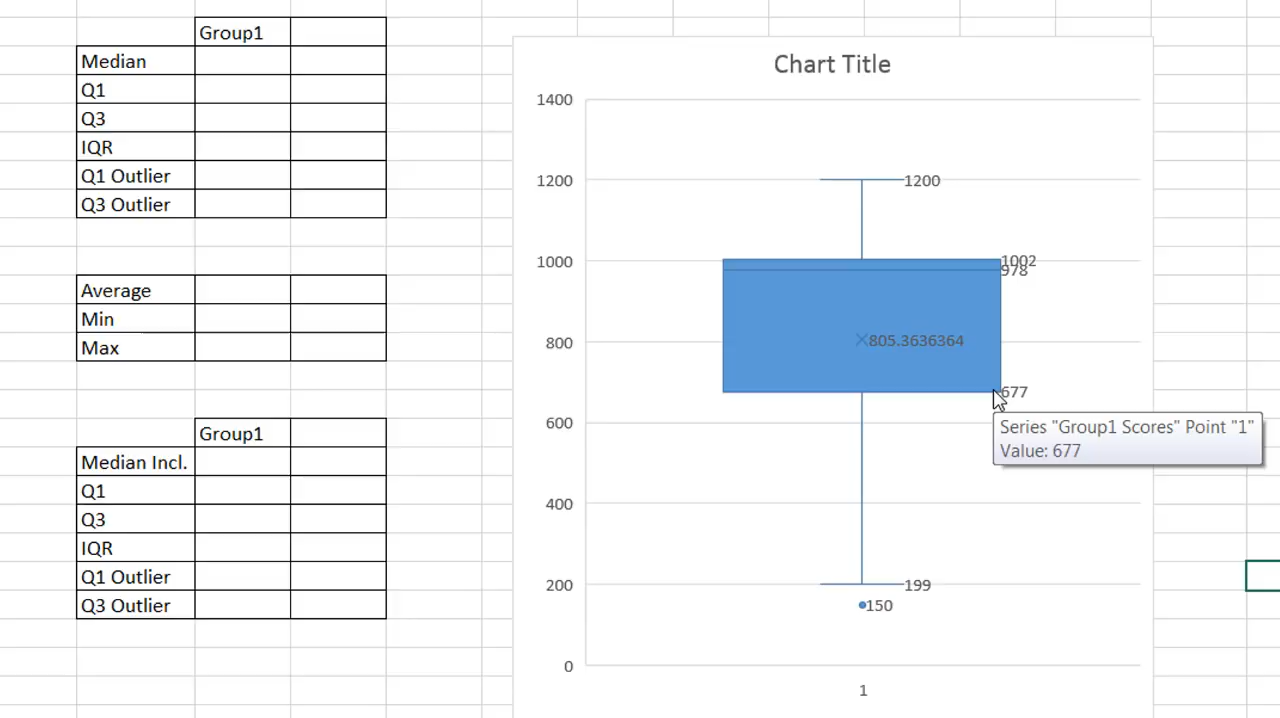 Group1
Median
Q1
Q3
IQR
Q1 Outlier
Q3 Outlier
Average
Min
Max
Group1
Median Incl.
Q1
Q3
IQR
Q1 Outlier
Q3 Outlier
Chart Title
1400
1200
1000
800
600
400
200
0
1200
1002
978
805.3636364
677
Series "Group1 Scores" Point "1"
Value: 677
199
150
1